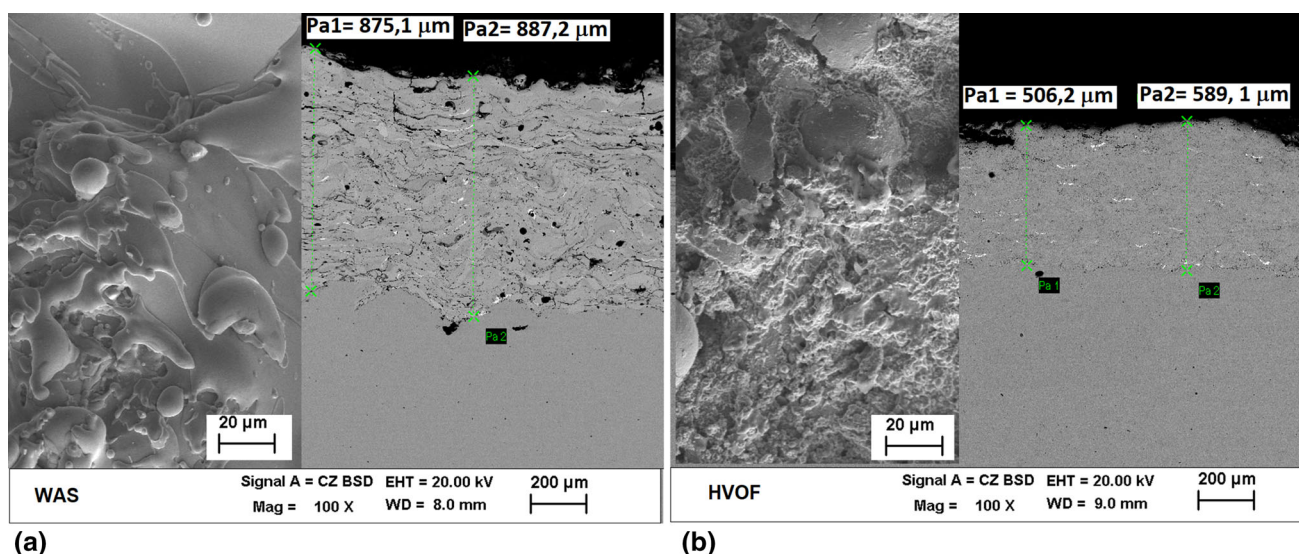 Pa1= 875,1 μm Pa2= 887,2 μm
Pa 2
20 μm
WAS
Signal A = CZ BSD EHT = 20.00 kV
Mag = 100 X WD = 8.0 mm
200 μm
(a)
Pa1 = 506,2 μm Pa2= 589, 1 μm
Pa 1
Pa 2
20 μm
HVOF
Signal A = CZ BSD EHT = 20.00 kV
Mag = 100 X WD = 9.0 mm
200 μm
(b)